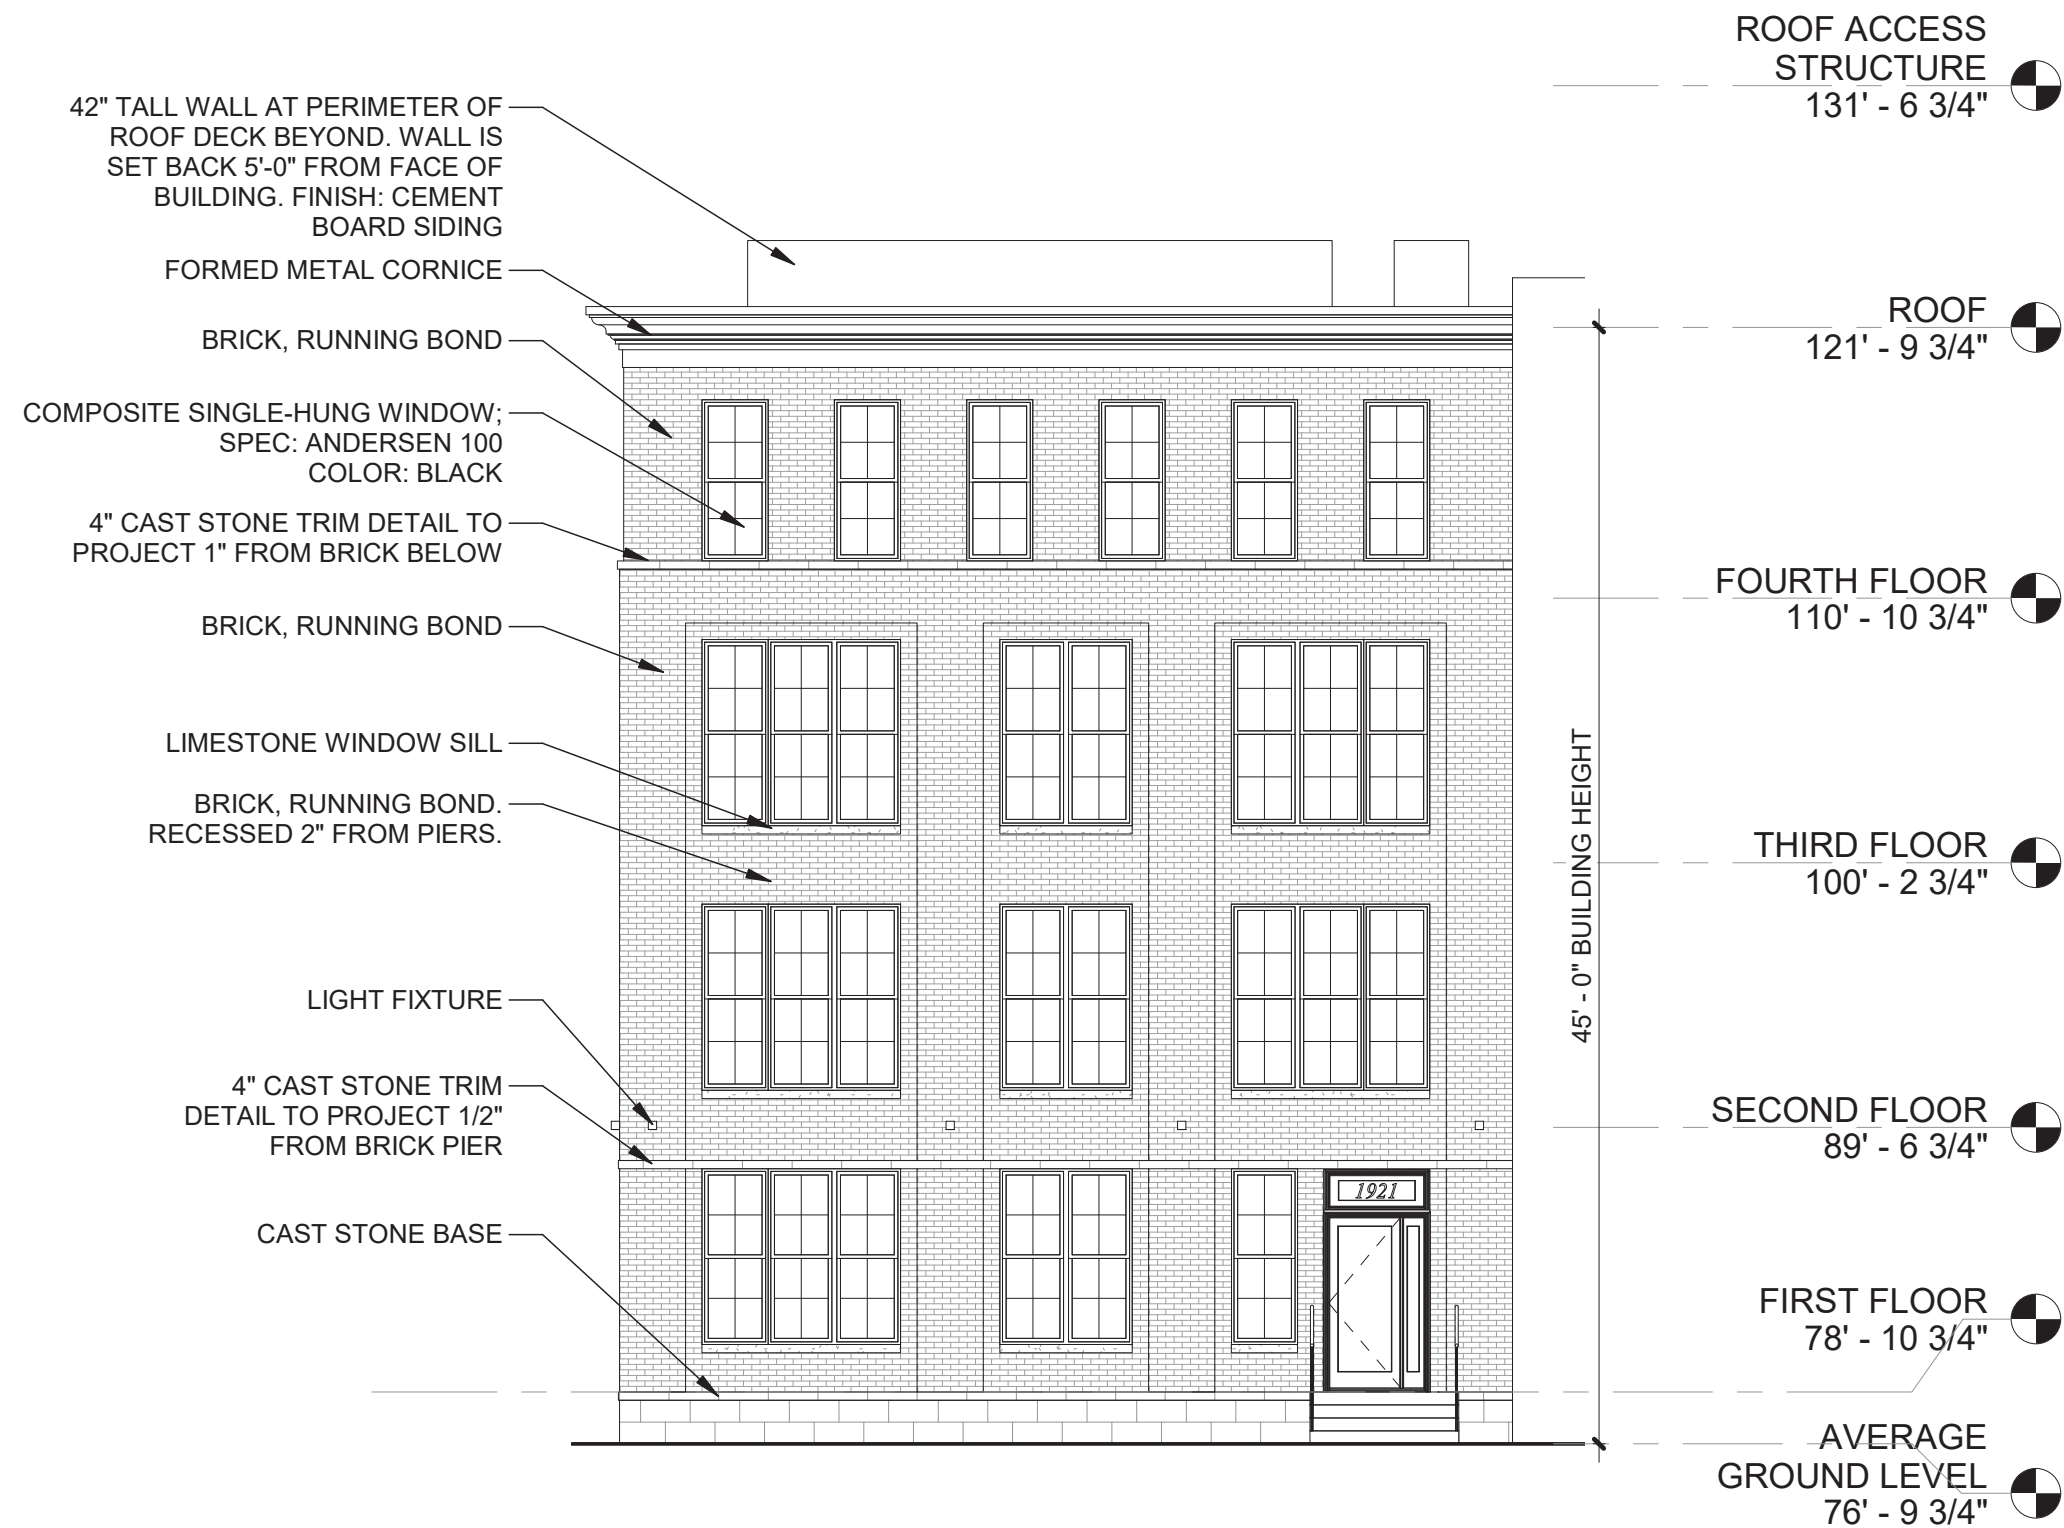 ROOF ACCESS
STRUCTURE
131' - 6 3/4"
42" TALL WALL AT PERIMETER OF
ROOF DECK BEYOND. WALL IS
SET BACK 5'-0" FROM FACE OF
BUILDING. FINISH: CEMENT
BOARD SIDING
FORMED METAL CORNICE
ROOF
121' - 9 3/4"
BRICK, RUNNING BOND
COMPOSITE SINGLE-HUNG WINDOW;
SPEC: ANDERSEN 100
COLOR: BLACK
4" CAST STONE TRIM DETAIL TO
PROJECT 1" FROM BRICK BELOW
FOURTH FLOOR
110' - 10 3/4"
BRICK, RUNNING BOND
LIMESTONE WINDOW SILL
BRICK, RUNNING BOND.
RECESSED 2" FROM PIERS.
45' - 0" BUILDING HEIGHT
THIRD FLOOR
100' - 2 3/4"
LIGHT FIXTURE
4" CAST STONE TRIM
DETAIL TO PROJECT 1/2"
FROM BRICK PIER
SECOND FLOOR
89' - 6 3/4"
1921
CAST STONE BASE
FIRST FLOOR
78' - 10 3/4"
AVERAGE
GROUND LEVEL
76' - 9 3/4"